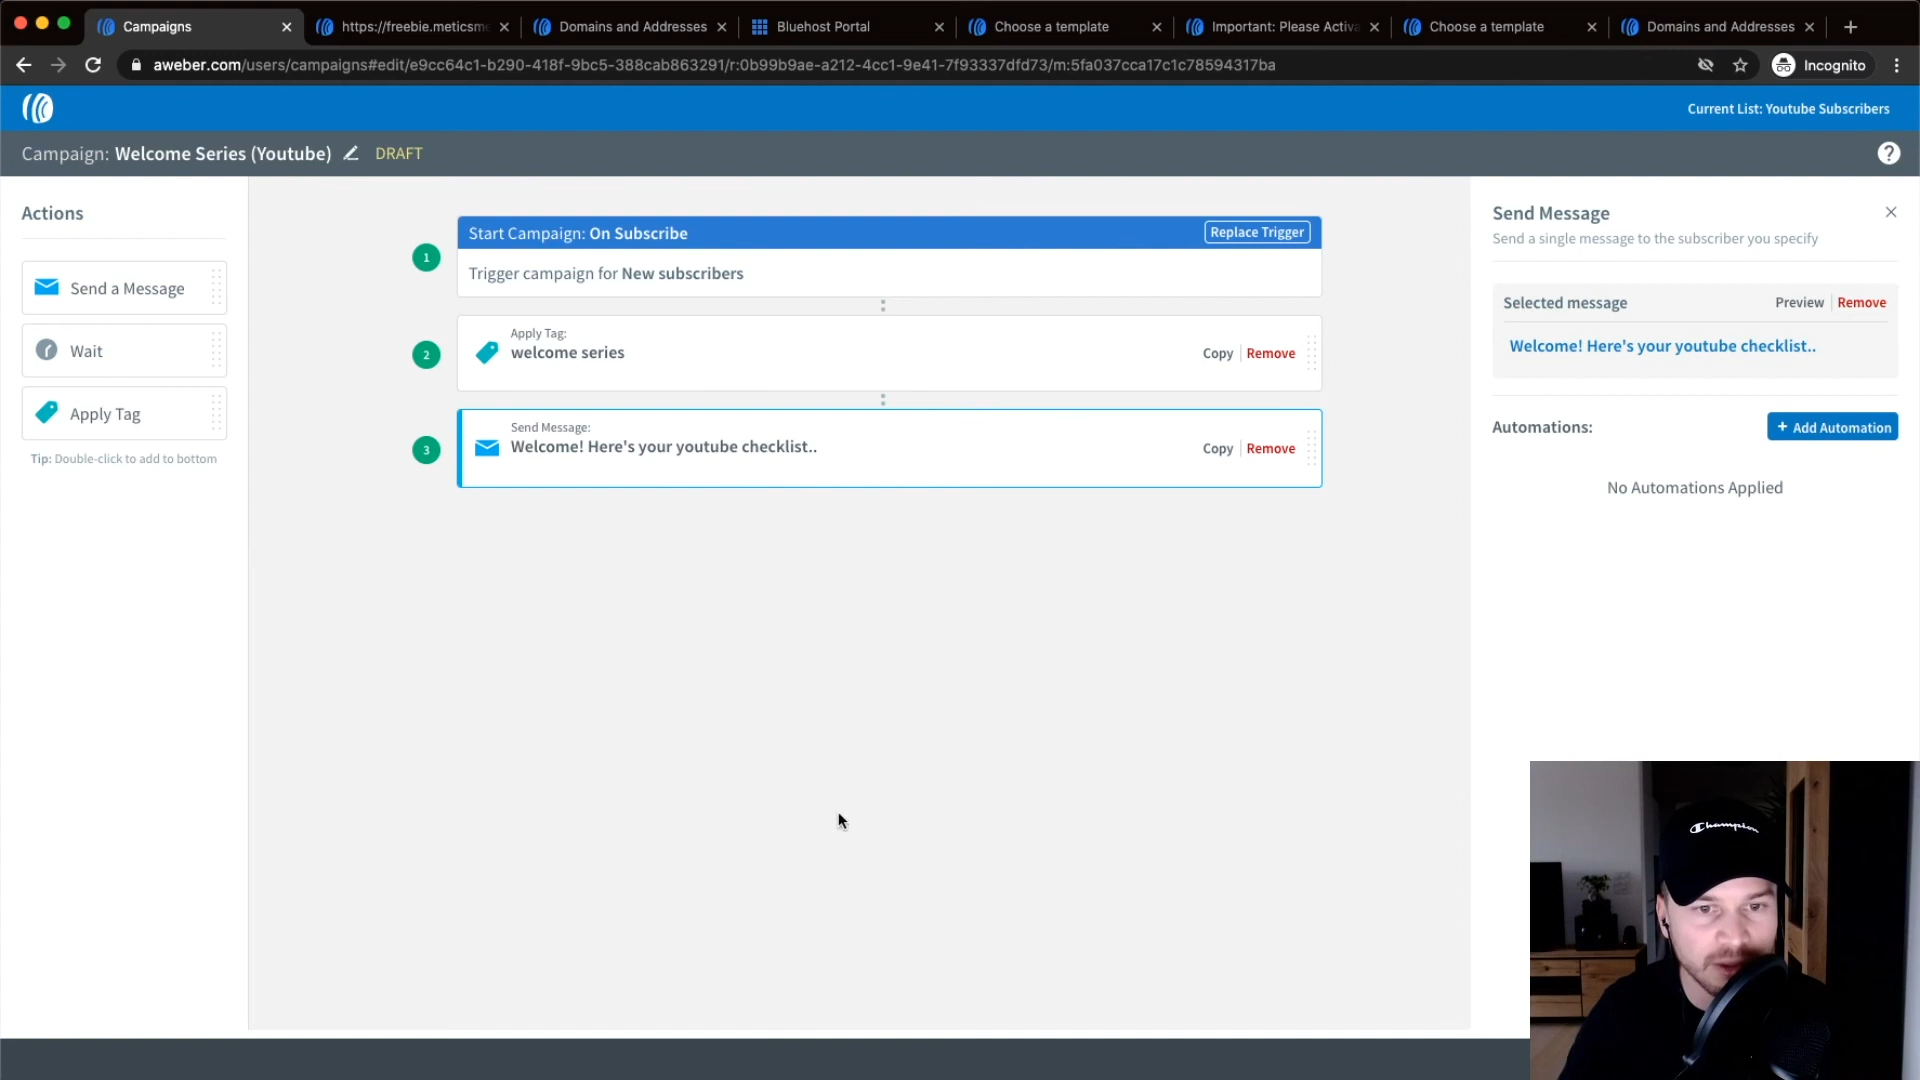 Campaigns
https://freebie.meticsme
Domains and Addresses
Bluehost Portal
Choose a template
Important: Please Activa
Choose a template
Domains and Addresses
aweber.com/users/campaigns#edit/e9cc64c1-b290-418f-9bc5-388cab863291/r:0b99b9ae-a212-4cc1-9e41-7f93337dfd73/m:5fa037cca17c1c78594317ba
Incognito
Current List: Youtube Subscribers
Campaign: Welcome Series (Youtube) DRAFT
?
Actions
Send a Message
Wait
Apply Tag
Tip: Double-click to add to bottom
1
Start Campaign: On Subscribe
Replace Trigger
Trigger campaign for New subscribers
2
Apply Tag:
welcome series
Copy Remove
3
Send Message:
Welcome! Here's your youtube checklist..
Copy Remove
Send Message
Send a single message to the subscriber you specify
Selected message
Preview Remove
Welcome! Here's your youtube checklist..
Automations:
+ Add Automation
No Automations Applied
Champion